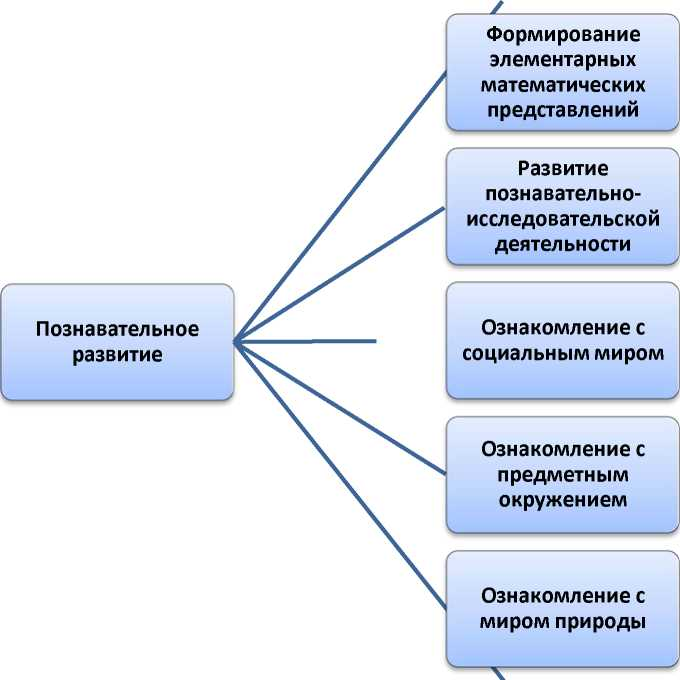 Формирование
элементарных
математических
представлений
Развитие
познавательно-
исследовательской
деятельности
Познавательное
развитие
Ознакомление с
социальным миром
Ознакомление с
предметным
окружением
Ознакомление с
миром природы